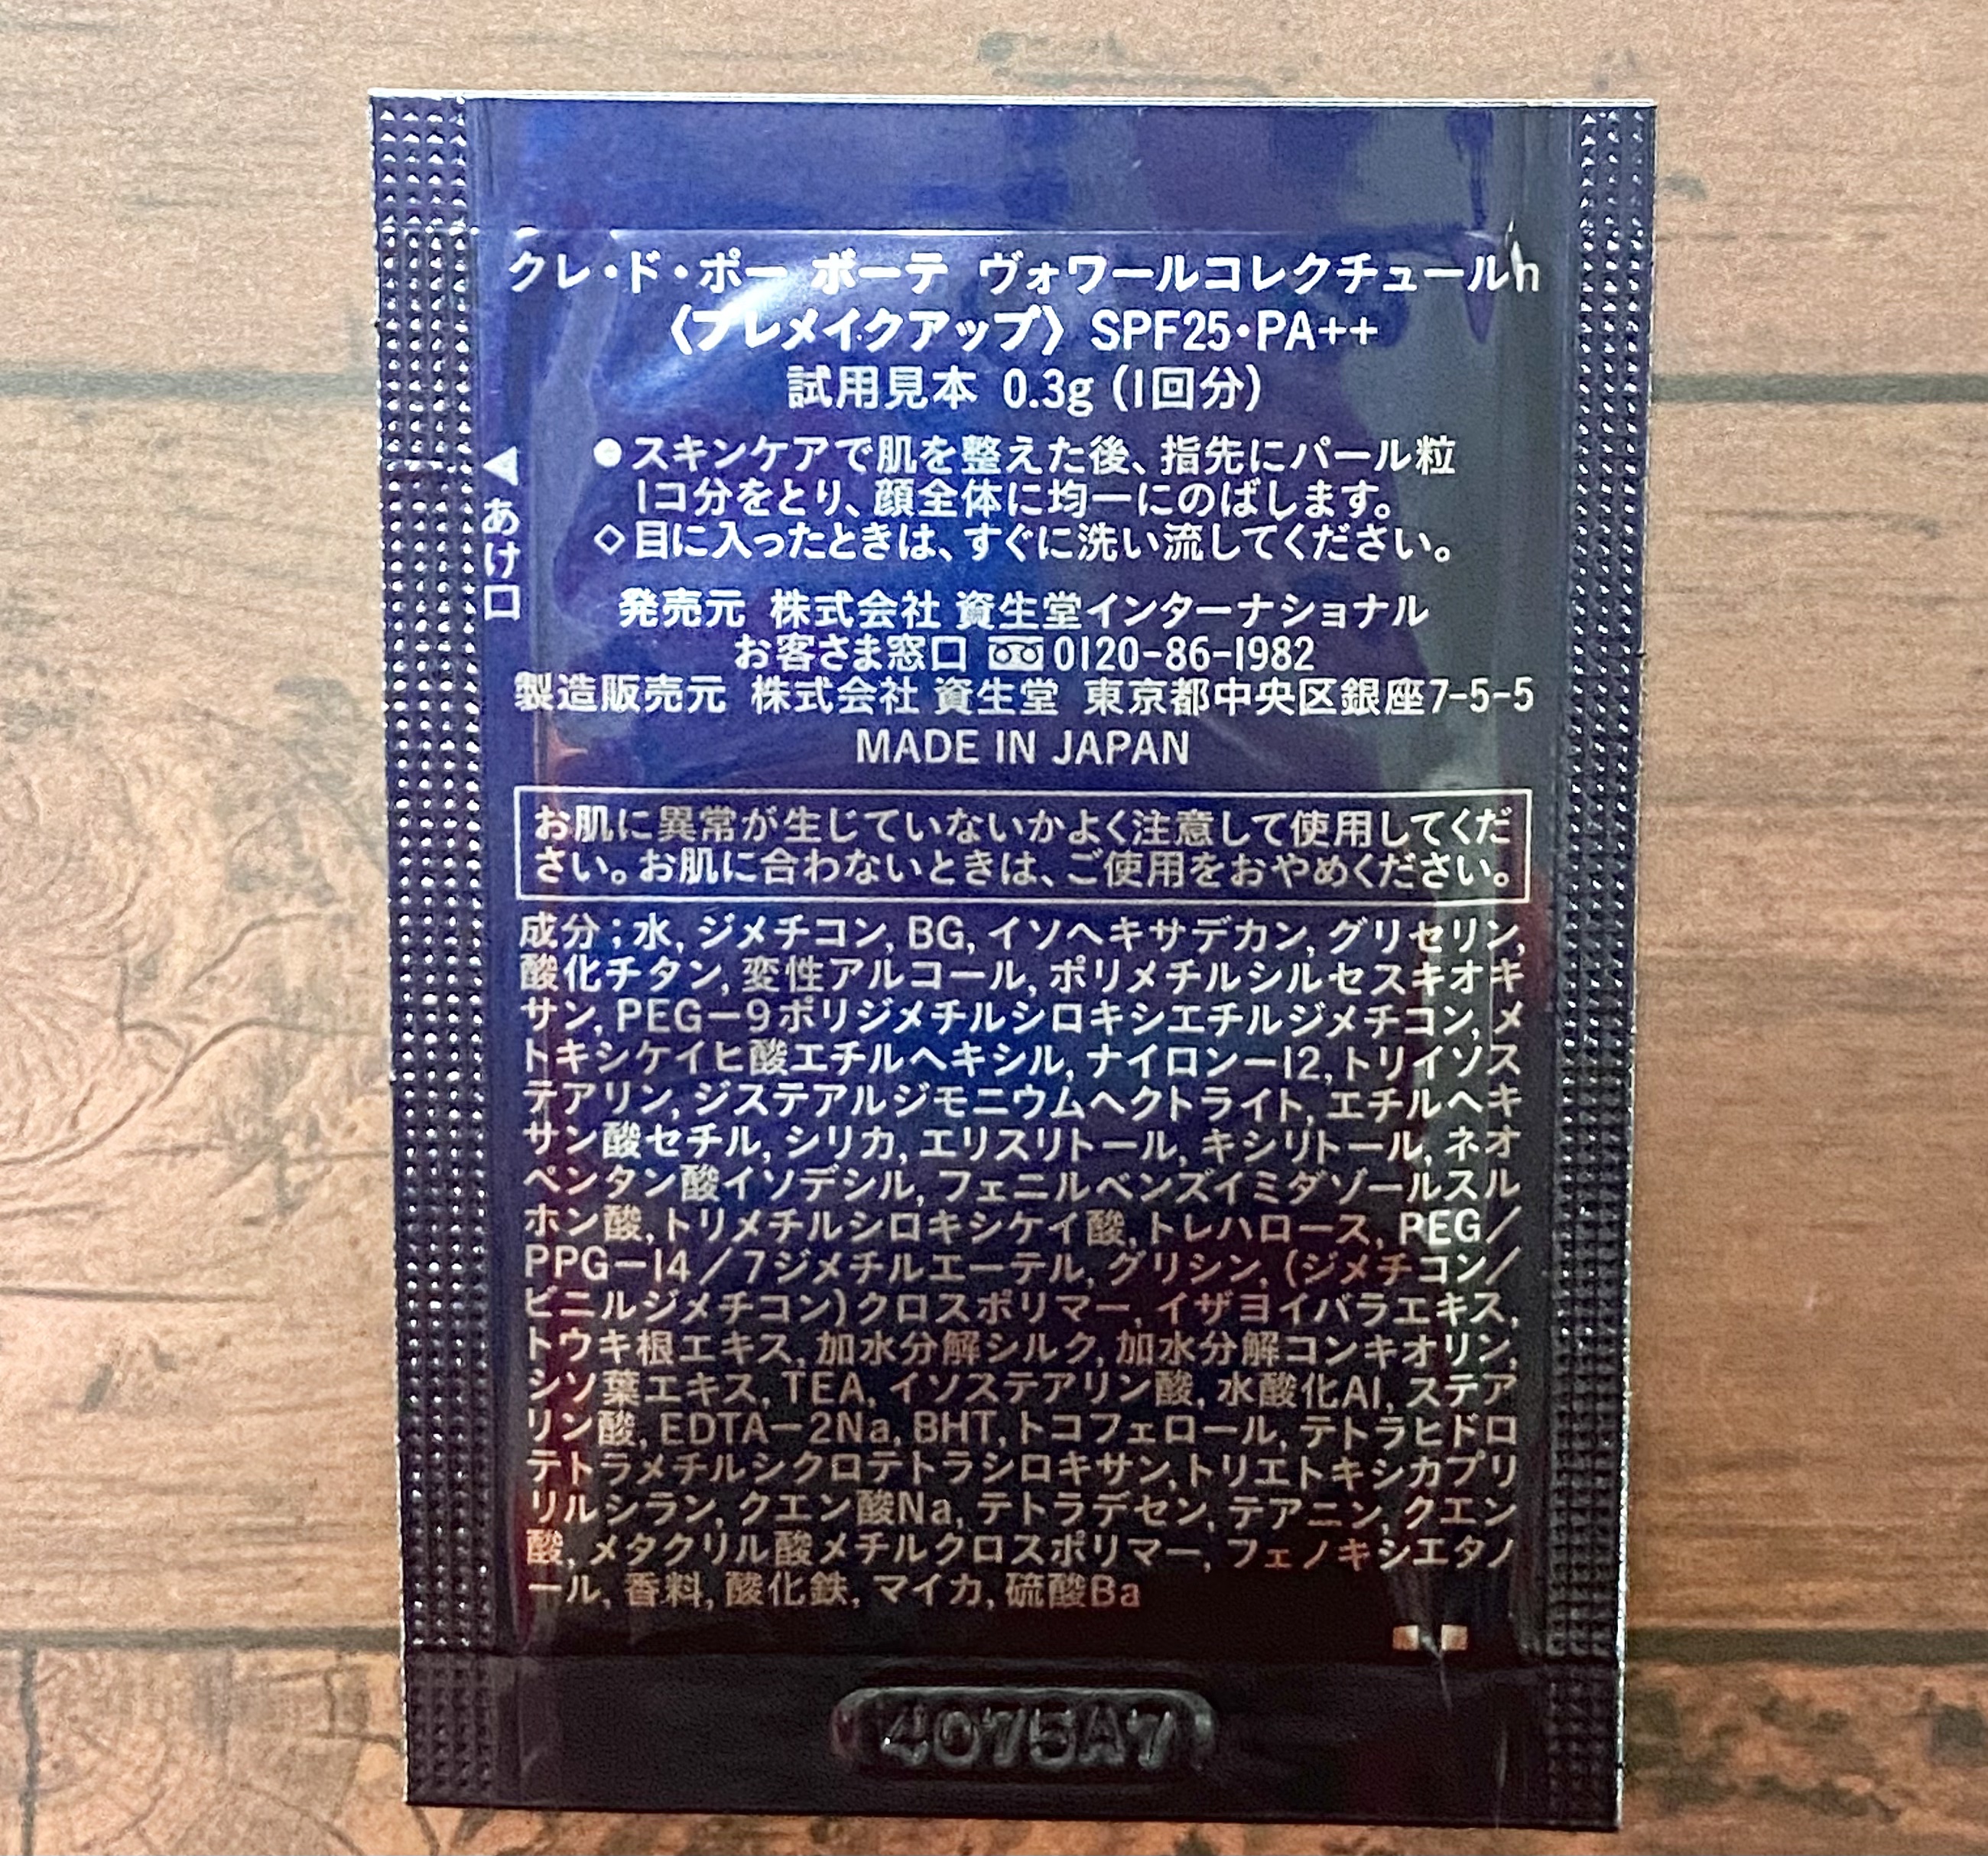 クレ・ド・ポー ボーテ ヴォワールコレクチュールh
〈プレメイクアップ〉 SPF25・PA++
試用見本 0.3g (1回分)
●スキンケアで肌を整えた後、指先にパール粒
1コ分をとり、顔全体に均一にのばします。
◇目に入ったときは、すぐに洗い流してください。
◀あけ口
発売元 株式会社 資生堂インターナショナル
お客さま窓口 0120-86-1982
製造販売元 株式会社 資生堂 東京都中央区銀座7-5-5
MADE IN JAPAN
お肌に異常が生じていないかよく注意して使用してくだ
さい。お肌に合わないときは、ご使用をおやめください。
成分；水, ジメチコン, BG, イソヘキサデカン, グリセリン,
酸化チタン, 変性アルコール, ポリメチルシルセスキオキ
サン, PEG－9ポリジメチルシロキシエチルジメチコン, メ
トキシケイヒ酸エチルヘキシル, ナイロン－12, トリイソス
テアリン, ジステアルジモニウムヘクトライト, エチルヘキ
サン酸セチル, シリカ, エリスリトール, キシリトール, ネオ
ペンタン酸イソデシル, フェニルベンズイミダゾールスル
ホン酸, トリメチルシロキシケイ酸, トレハロース, PEG／
PPG－14／7ジメチルエーテル, グリシン, (ジメチコン／
ビニルジメチコン)クロスポリマー, イザヨイバラエキス,
トウキ根エキス, 加水分解シルク, 加水分解コンキオリン,
シソ葉エキス, TEA, イソステアリン酸, 水酸化Al, ステア
リン酸, EDTA－2Na, BHT, トコフェロール, テトラヒドロ
テトラメチルシクロテトラシロキサン, トリエトキシカプリ
リルシラン, クエン酸Na, テトラデセン, テアニン, クエン
酸, メタクリル酸メチルクロスポリマー, フェノキシエタノ
ール, 香料, 酸化鉄, マイカ, 硫酸Ba
4075A7